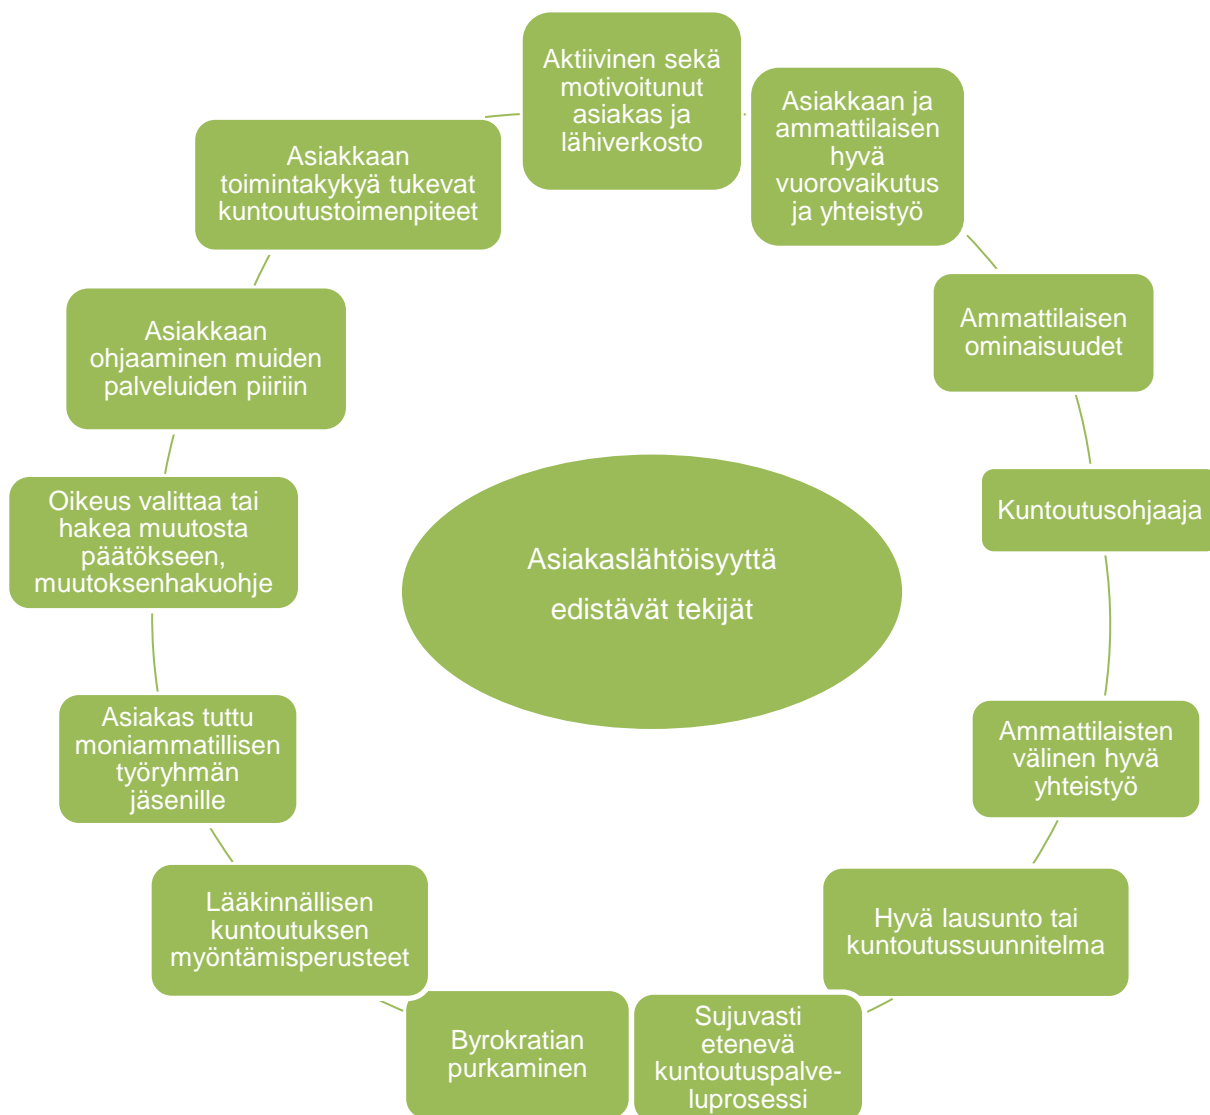 Aktiivinen sekä
motivoitunut
asiakas ja
lähiverkosto
Asiakkaan ja
ammattilaisen
hyvä
vuorovaikutus
ja yhteistyö
Ammattilaisen
ominaisuudet
Kuntoutusohjaaja
Ammattilaisten
välinen hyvä
yhteistyö
Hyvä lausunto tai
kuntoutussuunnitelma
Sujuvasti
etenevä
kuntoutuspalve-
luprosessi
Byrokratian
purkaminen
Lääkinnällisen
kuntoutuksen
myöntämisperusteet
Asiakas tuttu
moniammatillisen
työryhmän
jäsenille
Oikeus valittaa tai
hakea muutosta
päätökseen,
muutoksenhakuohje
Asiakkaan
ohjaaminen muiden
palveluiden piiriin
Asiakkaan
toimintakykyä tukevat
kuntoutustoimenpiteet
Asiakaslähtöisyyttä
edistävät tekijät